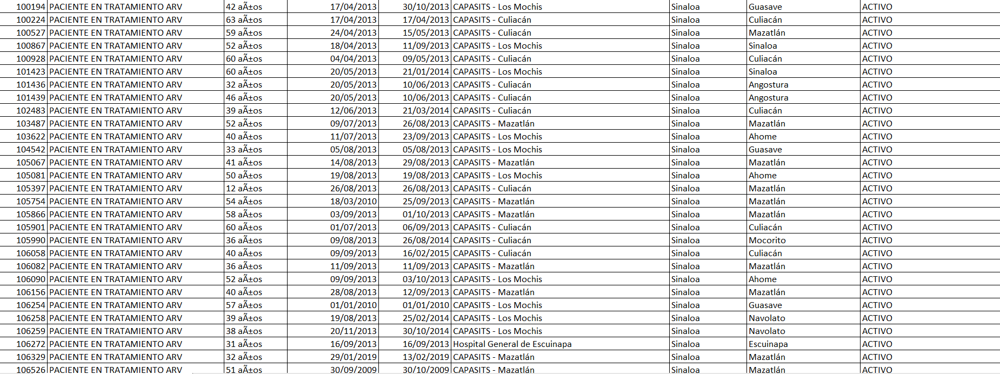 100194 PACIENTE EN TRATAMIENTO ARV 42 aÃ±os 17/04/2013 30/10/2013 CAPASITS - Los Mochis Sinaloa Guasave ACTIVO
100224 PACIENTE EN TRATAMIENTO ARV 63 aÃ±os 17/04/2013 17/04/2013 CAPASITS - Culiacán Sinaloa Culiacán ACTIVO
100527 PACIENTE EN TRATAMIENTO ARV 59 aÃ±os 24/04/2013 15/05/2013 CAPASITS - Culiacán Sinaloa Mazatlán ACTIVO
100867 PACIENTE EN TRATAMIENTO ARV 52 aÃ±os 18/04/2013 11/09/2013 CAPASITS - Los Mochis Sinaloa Sinaloa ACTIVO
100928 PACIENTE EN TRATAMIENTO ARV 60 aÃ±os 04/04/2013 09/05/2013 CAPASITS - Culiacán Sinaloa Culiacán ACTIVO
101423 PACIENTE EN TRATAMIENTO ARV 60 aÃ±os 20/05/2013 21/01/2014 CAPASITS - Los Mochis Sinaloa Sinaloa ACTIVO
101436 PACIENTE EN TRATAMIENTO ARV 32 aÃ±os 20/05/2013 10/06/2013 CAPASITS - Culiacán Sinaloa Angostura ACTIVO
101439 PACIENTE EN TRATAMIENTO ARV 46 aÃ±os 20/05/2013 10/06/2013 CAPASITS - Culiacán Sinaloa Angostura ACTIVO
102483 PACIENTE EN TRATAMIENTO ARV 39 aÃ±os 12/06/2013 21/03/2014 CAPASITS - Culiacán Sinaloa Culiacán ACTIVO
103487 PACIENTE EN TRATAMIENTO ARV 52 aÃ±os 09/07/2013 26/08/2013 CAPASITS - Mazatlán Sinaloa Mazatlán ACTIVO
103622 PACIENTE EN TRATAMIENTO ARV 40 aÃ±os 11/07/2013 23/09/2013 CAPASITS - Los Mochis Sinaloa Ahome ACTIVO
104542 PACIENTE EN TRATAMIENTO ARV 33 aÃ±os 05/08/2013 05/08/2013 CAPASITS - Los Mochis Sinaloa Guasave ACTIVO
105067 PACIENTE EN TRATAMIENTO ARV 41 aÃ±os 14/08/2013 29/08/2013 CAPASITS - Mazatlán Sinaloa Mazatlán ACTIVO
105081 PACIENTE EN TRATAMIENTO ARV 50 aÃ±os 19/08/2013 19/08/2013 CAPASITS - Los Mochis Sinaloa Ahome ACTIVO
105397 PACIENTE EN TRATAMIENTO ARV 12 aÃ±os 26/08/2013 26/08/2013 CAPASITS - Culiacán Sinaloa Mazatlán ACTIVO
105754 PACIENTE EN TRATAMIENTO ARV 54 aÃ±os 18/03/2010 25/09/2013 CAPASITS - Mazatlán Sinaloa Mazatlán ACTIVO
105866 PACIENTE EN TRATAMIENTO ARV 58 aÃ±os 03/09/2013 01/10/2013 CAPASITS - Mazatlán Sinaloa Mazatlán ACTIVO
105901 PACIENTE EN TRATAMIENTO ARV 60 aÃ±os 01/07/2013 06/09/2013 CAPASITS - Culiacán Sinaloa Culiacán ACTIVO
105990 PACIENTE EN TRATAMIENTO ARV 36 aÃ±os 09/08/2013 26/08/2014 CAPASITS - Culiacán Sinaloa Mocorito ACTIVO
106058 PACIENTE EN TRATAMIENTO ARV 40 aÃ±os 09/09/2013 16/02/2015 CAPASITS - Culiacán Sinaloa Culiacán ACTIVO
106082 PACIENTE EN TRATAMIENTO ARV 36 aÃ±os 11/09/2013 11/09/2013 CAPASITS - Mazatlán Sinaloa Mazatlán ACTIVO
106090 PACIENTE EN TRATAMIENTO ARV 52 aÃ±os 09/09/2013 03/10/2013 CAPASITS - Los Mochis Sinaloa Ahome ACTIVO
106156 PACIENTE EN TRATAMIENTO ARV 40 aÃ±os 28/08/2013 12/09/2013 CAPASITS - Mazatlán Sinaloa Mazatlán ACTIVO
106254 PACIENTE EN TRATAMIENTO ARV 57 aÃ±os 01/01/2010 01/01/2010 CAPASITS - Los Mochis Sinaloa Guasave ACTIVO
106258 PACIENTE EN TRATAMIENTO ARV 39 aÃ±os 19/08/2013 25/02/2014 CAPASITS - Los Mochis Sinaloa Navolato ACTIVO
106259 PACIENTE EN TRATAMIENTO ARV 38 aÃ±os 20/11/2013 30/10/2014 CAPASITS - Los Mochis Sinaloa Navolato ACTIVO
106272 PACIENTE EN TRATAMIENTO ARV 31 aÃ±os 16/09/2013 16/09/2013 Hospital General de Escuinapa Sinaloa Escuinapa ACTIVO
106329 PACIENTE EN TRATAMIENTO ARV 32 aÃ±os 29/01/2019 13/02/2019 CAPASITS - Mazatlán Sinaloa Mazatlán ACTIVO
106526 PACIENTE EN TRATAMIENTO ARV 51 aÃ±os 30/09/2009 30/10/2009 CAPASITS - Mazatlán Sinaloa Mazatlán ACTIVO